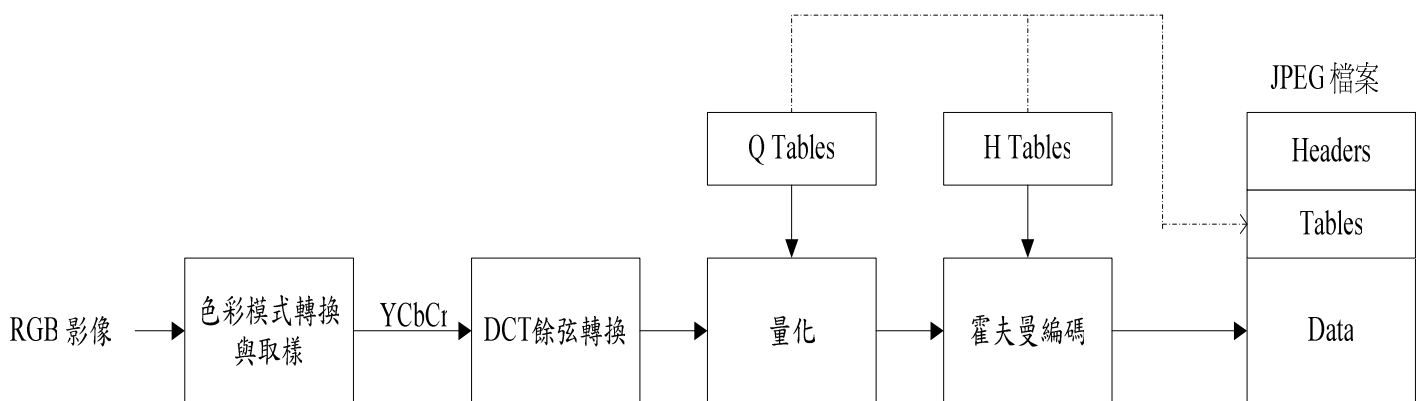 JPEG 檔案
Q Tables
H Tables
Headers
Tables
RGB 影像
色彩模式轉換
與取樣
YCbCr
DCT餘弦轉換
量化
霍夫曼編碼
Data